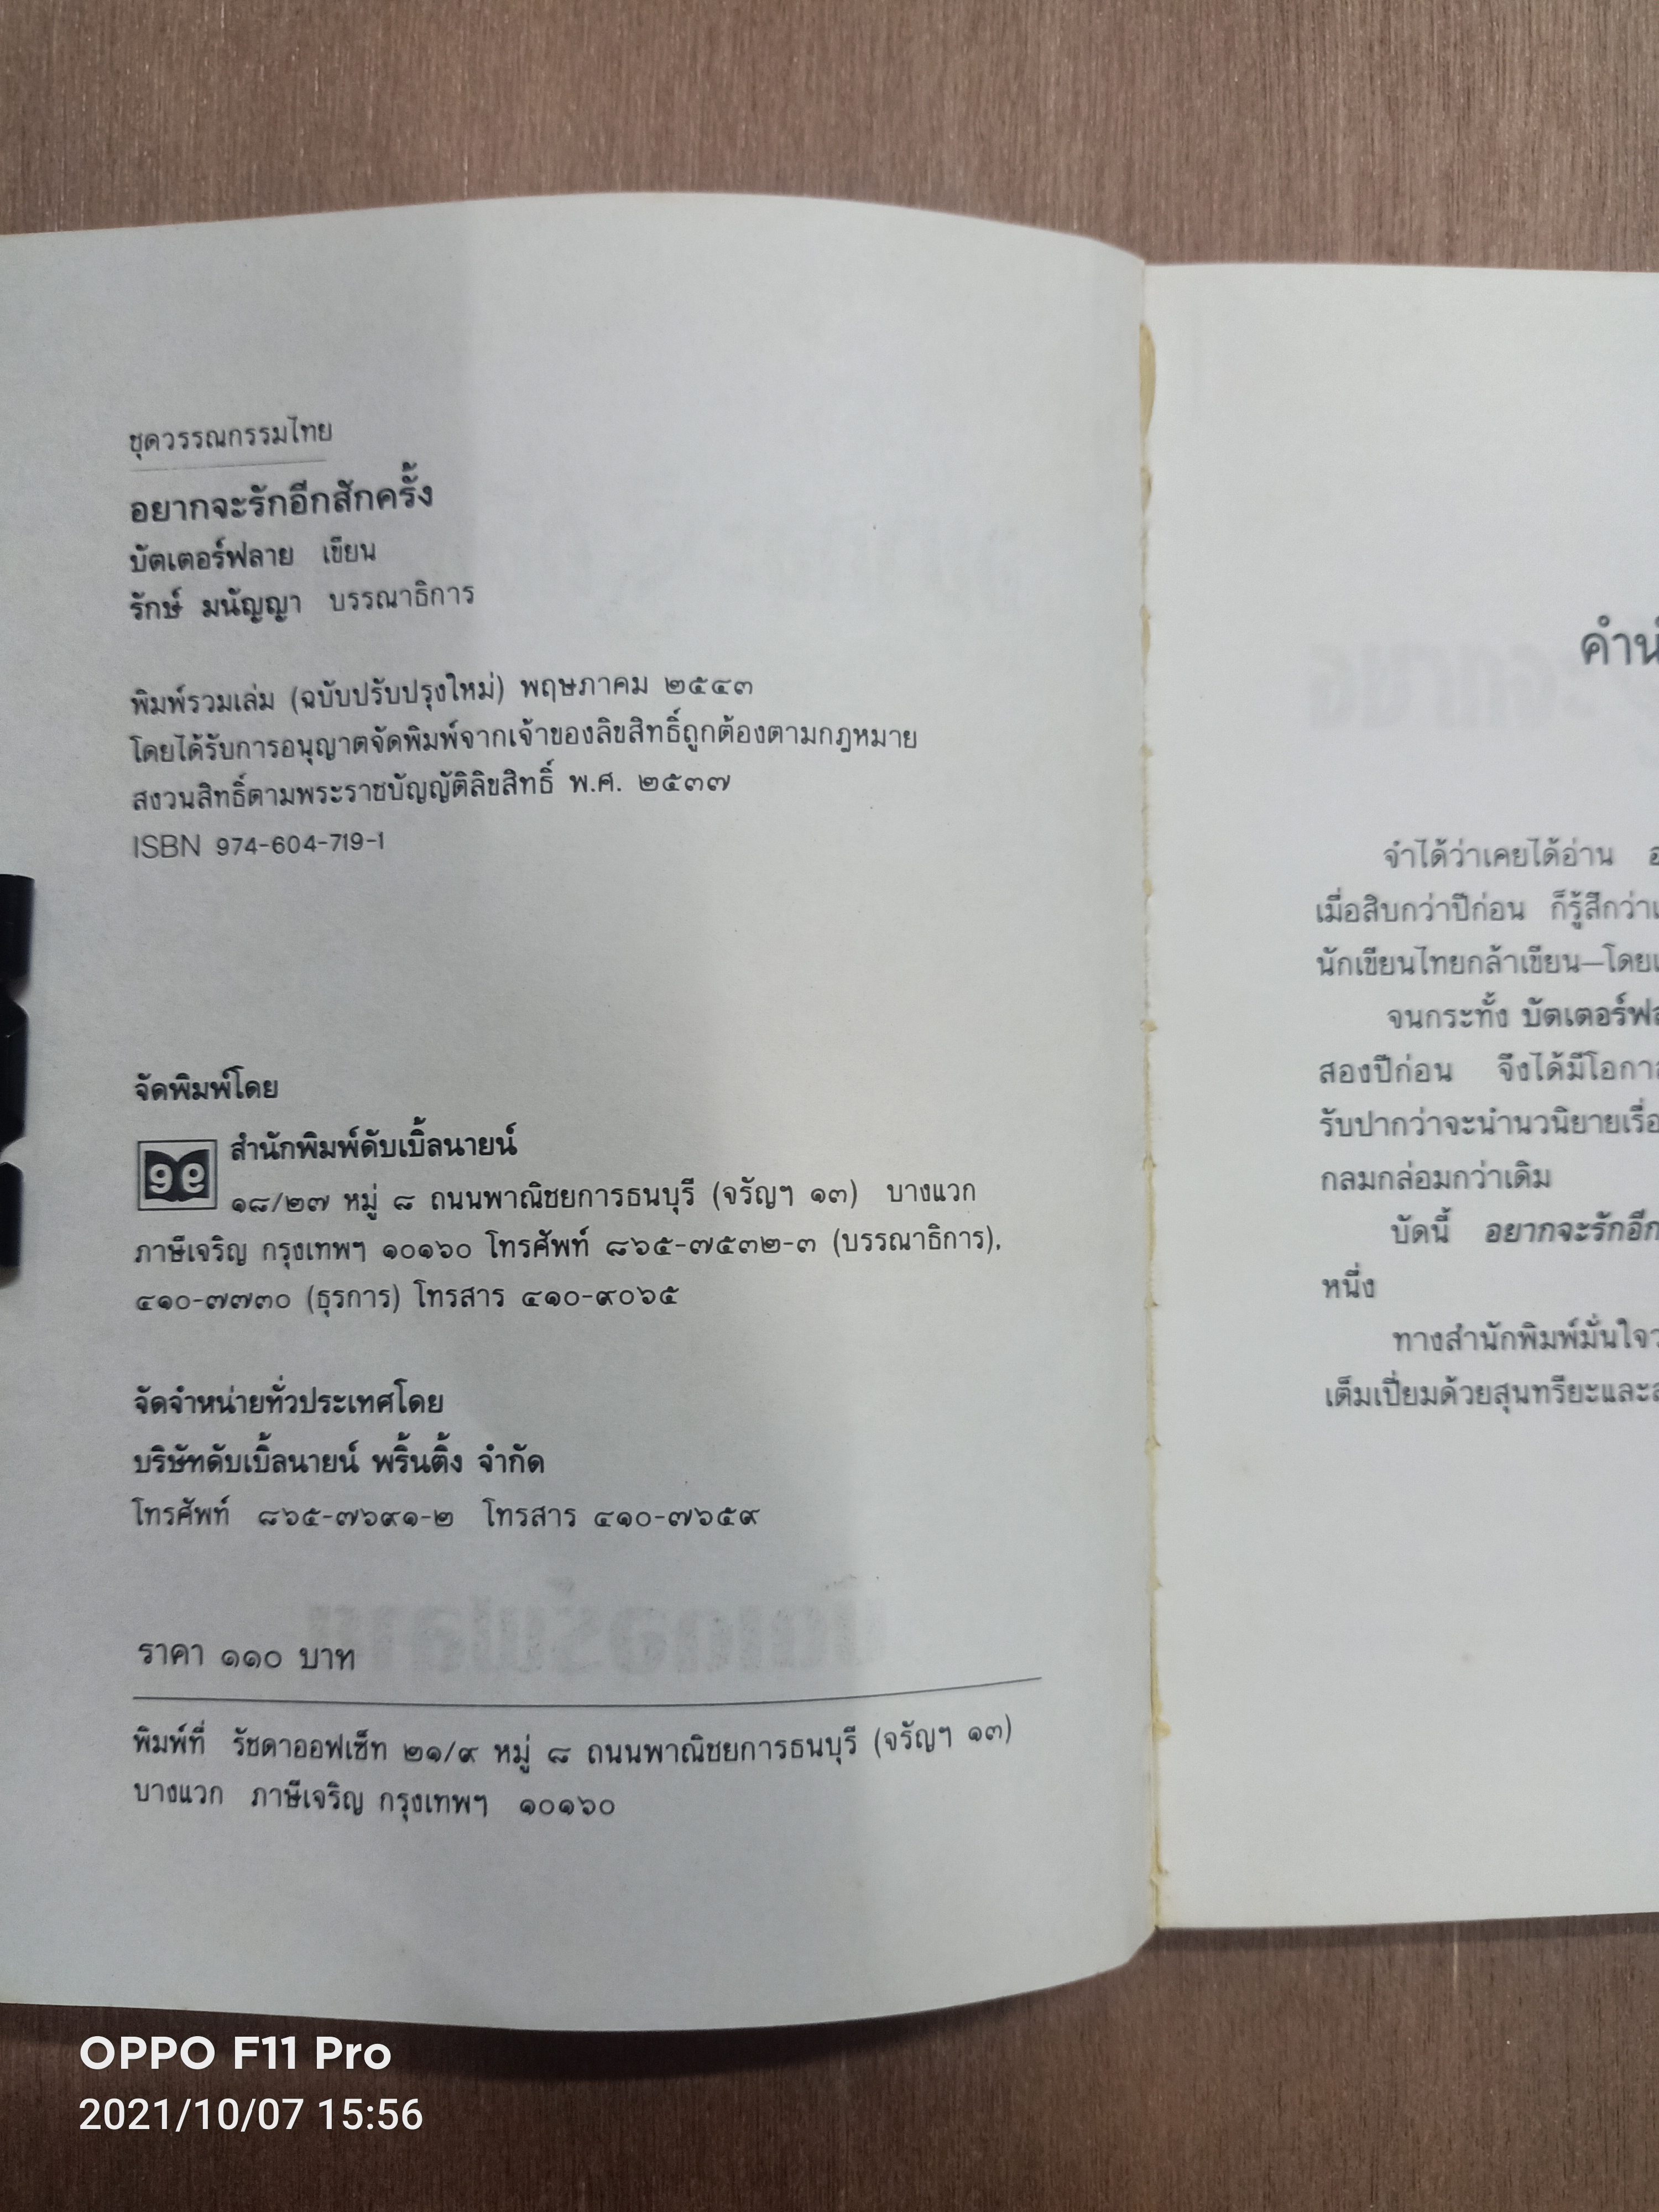 ชุดวรรณกรรมไทย
อยากจะรักอีกสักครั้ง
บัตเตอร์ฟลาย เขียน
รักษ์ มนัญญา บรรณาธิการ
พิมพ์รวมเล่ม (ฉบับปรับปรุงใหม่) พฤษภาคม ๒๕๔๓
โดยได้รับการอนุญาตจัดพิมพ์จากเจ้าของลิขสิทธิ์ถูกต้องตามกฎหมาย
สงวนสิทธิ์ตามพระราชบัญญัติลิขสิทธิ์ พ.ศ. ๒๕๓๗
ISBN 974-604-719-1
จัดพิมพ์โดย
99
สำนักพิมพ์ดับเบิ้ลนายน์
๑๘/๒๗ หมู่ ๘ ถนนพาณิชยการธนบุรี (จรัญฯ ๑๓) บางแวก
ภาษีเจริญ กรุงเทพฯ ๑๐๑๖๐ โทรศัพท์ ๘๖๕-๗๕๓๒-๓ (บรรณาธิการ),
๔๑๐-๗๗๓๐ (ธุรการ) โทรสาร ๔๑๐-๙๐๖๕
จัดจำหน่ายทั่วประเทศโดย
บริษัทดับเบิ้ลนายน์ พริ้นติ้ง จำกัด
โทรศัพท์ ๘๖๕-๗๖๙๑-๒ โทรสาร ๔๑๐-๗๖๕๙
ราคา ๑๑๐ บาท
พิมพ์ที่ รัชดาออฟเซ็ท ๒๑/๙ หมู่ ๘ ถนนพาณิชยการธนบุรี (จรัญฯ ๑๓)
บางแวก ภาษีเจริญ กรุงเทพฯ ๑๐๑๖๐
จำได้ว่าเคยได้อ่าน
เมื่อสิบกว่าปีก่อน ก็รู้สึกว่า
นักเขียนไทยกล้าเขียน—โดย
จนกระทั่ง บัตเตอร์ฟ
สองปีก่อน จึงได้มีโอกา
รับปากว่าจะนำนวนิยายเรื่อ
กลมกล่อมกว่าเดิม
บัดนี้ อยากจะรักอีก
หนึ่ง
ทางสำนักพิมพ์มั่นใจว
เต็มเปี่ยมด้วยสุนทรียะและ
OPPO F11 Pro
2021/10/07 15:56